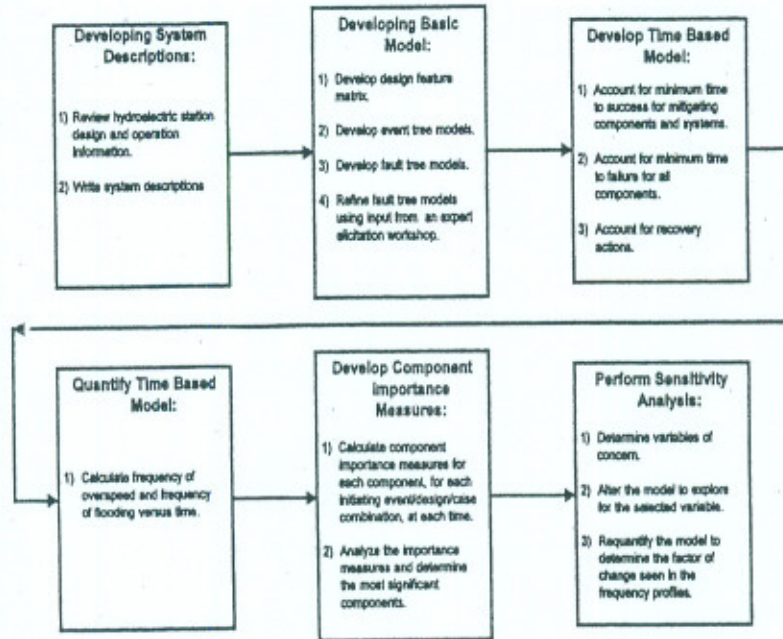 Developing System
Descriptions:
1) Review hydroelectric station
design and operation
information.
2) Write system descriptions
Developing Basic
Model:
1) Develop design feature
matrix.
2) Develop event tree models.
3) Develop fault tree models.
4) Refine fault tree models
using input from an expert
elicitation workshop.
Develop Time Based
Model:
1) Account for minimum time
to success for mitigating
components and systems.
2) Account for minimum time
to failure for all
components.
3) Account for recovery
actions.
Quantify Time Based
Model:
1) Calculate frequency of
overspeed and frequency
of flooding versus time.
Develop Component
Importance
Measures:
1) Calculate component
importance measures for
each component, for each
initiating event/design/case
combination, at each time.
2) Analyze the importance
measures and determine
the most significant
components.
Perform Sensitivity
Analysis:
1) Determine variables of
concern.
2) Alter the model to explore
for the selected variable.
3) Requantify the model to
determine the factor of
change seen in the
frequency profiles.